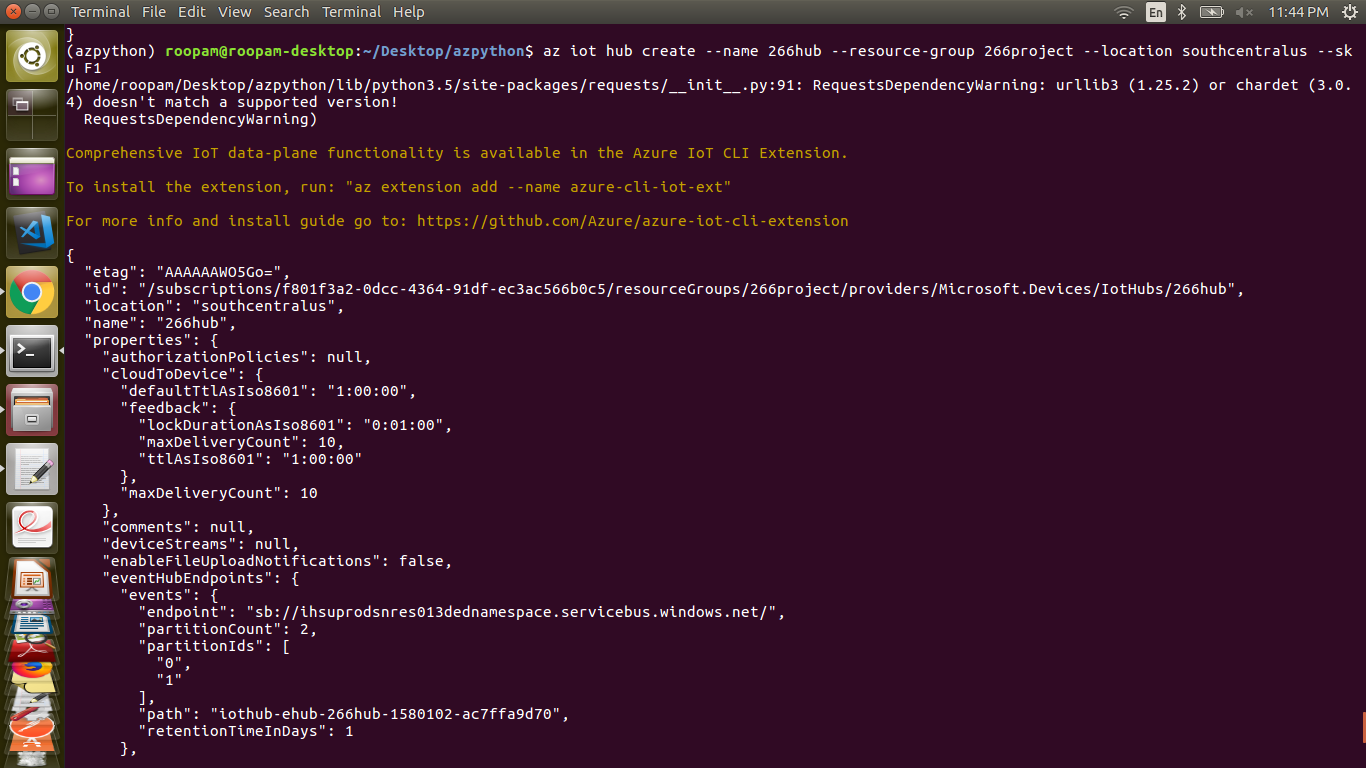 Terminal File Edit View Search Terminal Help En 11:44 PM
}
(azpython) roopam@roopam-desktop:~/Desktop/azpython$ az iot hub create --name 266hub --resource-group 266project --location southcentralus --sk
u F1
/home/roopam/Desktop/azpython/lib/python3.5/site-packages/requests/__init__.py:91: RequestsDependencyWarning: urllib3 (1.25.2) or chardet (3.0.
4) doesn't match a supported version!
  RequestsDependencyWarning)
Comprehensive IoT data-plane functionality is available in the Azure IoT CLI Extension.
To install the extension, run: "az extension add --name azure-cli-iot-ext"
For more info and install guide go to: https://github.com/Azure/azure-iot-cli-extension
{
  "etag": "AAAAAAWO5Go=",
  "id": "/subscriptions/f801f3a2-0dcc-4364-91df-ec3ac566b0c5/resourceGroups/266project/providers/Microsoft.Devices/IotHubs/266hub",
  "location": "southcentralus",
  "name": "266hub",
  "properties": {
    "authorizationPolicies": null,
    "cloudToDevice": {
      "defaultTtlAsIso8601": "1:00:00",
      "feedback": {
        "lockDurationAsIso8601": "0:01:00",
        "maxDeliveryCount": 10,
        "ttlAsIso8601": "1:00:00"
      },
      "maxDeliveryCount": 10
    },
    "comments": null,
    "deviceStreams": null,
    "enableFileUploadNotifications": false,
    "eventHubEndpoints": {
      "events": {
        "endpoint": "sb://ihsuprodsnres013dednamespace.servicebus.windows.net/",
        "partitionCount": 2,
        "partitionIds": [
          "0",
          "1"
        ],
        "path": "iothub-ehub-266hub-1580102-ac7ffa9d70",
        "retentionTimeInDays": 1
      },